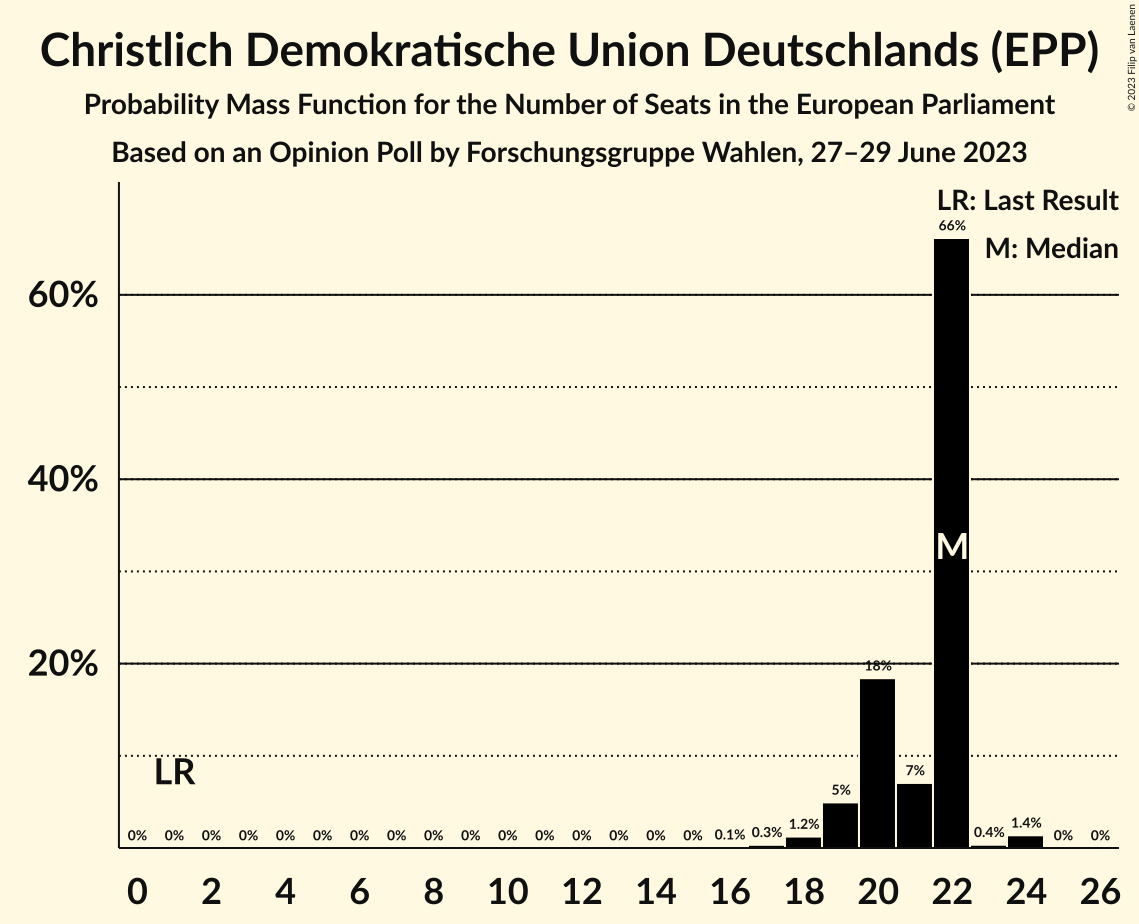 Christlich Demokratische Union Deutschlands (EPP)
Probability Mass Function for the Number of Seats in the European Parliament
Based on an Opinion Poll by Forschungsgruppe Wahlen, 27–29 June 2023
© 2023 Filip van Laenen
LR: Last Result
M: Median
66%
60%
40%
M
20%
18%
LR
7%
5%
0% 0% 0% 0% 0% 0% 0% 0% 0% 0% 0% 0% 0% 0% 0% 0% 0.1% 0.3% 1.2% 0.4% 1.4% 0% 0%
0 2 4 6 8 10 12 14 16 18 20 22 24 26